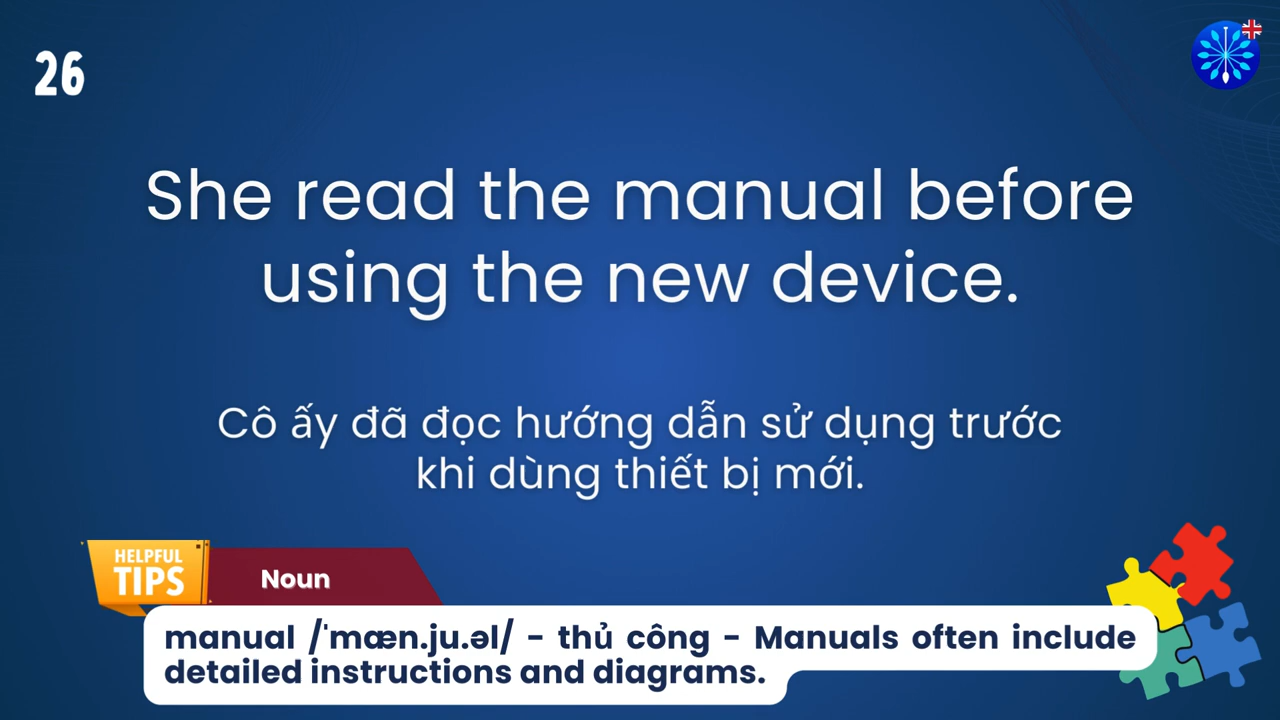 26
She read the manual before
using the new device.
Cô ấy đã đọc hướng dẫn sử dụng trước
khi dùng thiết bị mới.
HELPFUL
TIPS
Noun
manual /ˈmæn.ju.əl/ - thủ công - Manuals often include
detailed instructions and diagrams.